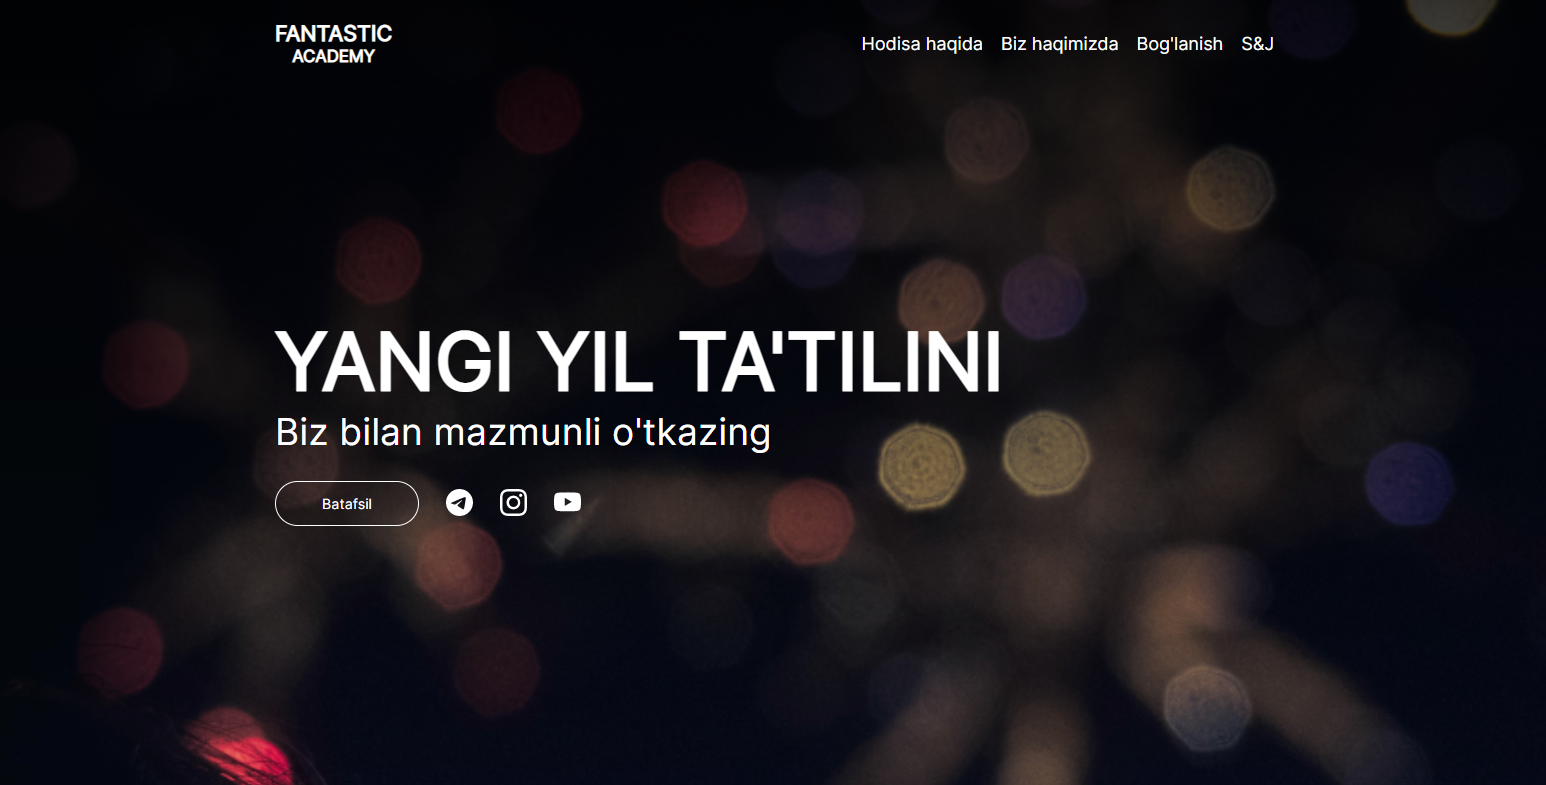 FANTASTIC
ACADEMY
Hodisa haqida Biz haqimizda Bog'lanish S&J
YANGI YIL TA'TILINI
Biz bilan mazmunli o'tkazing
Batafsil